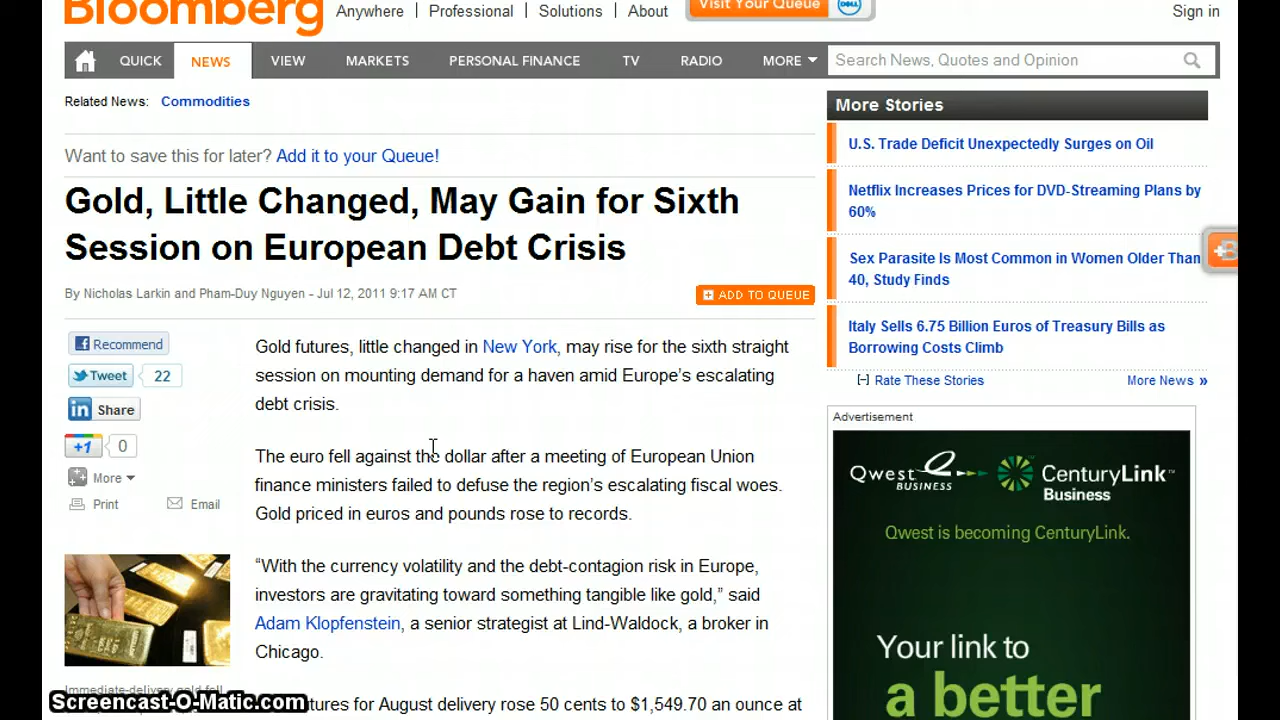 Bloomberg
Anywhere | Professional | Solutions | About
Visit Your Queue
DELL
Sign in
QUICK
NEWS
VIEW
MARKETS
PERSONAL FINANCE
TV
RADIO
MORE
Search News, Quotes and Opinion
Related News: Commodities
Want to save this for later? Add it to your Queue!
Gold, Little Changed, May Gain for Sixth
Session on European Debt Crisis
By Nicholas Larkin and Pham-Duy Nguyen - Jul 12, 2011 9:17 AM CT
ADD TO QUEUE
Recommend
Tweet 22
in Share
+1 0
More
Print
Email
Gold futures, little changed in New York, may rise for the sixth straight
session on mounting demand for a haven amid Europe's escalating
debt crisis.
The euro fell against the dollar after a meeting of European Union
finance ministers failed to defuse the region's escalating fiscal woes.
Gold priced in euros and pounds rose to records.
“With the currency volatility and the debt-contagion risk in Europe,
investors are gravitating toward something tangible like gold,” said
Adam Klopfenstein, a senior strategist at Lind-Waldock, a broker in
Chicago.
Immediate-delivery gold fell
tures for August delivery rose 50 cents to $1,549.70 an ounce at
More Stories
U.S. Trade Deficit Unexpectedly Surges on Oil
Netflix Increases Prices for DVD-Streaming Plans by
60%
Sex Parasite Is Most Common in Women Older Than
40, Study Finds
Italy Sells 6.75 Billion Euros of Treasury Bills as
Borrowing Costs Climb
[-] Rate These Stories
More News »
+B
Advertisement
Qwest
BUSINESS
CenturyLink™
Business
Qwest is becoming CenturyLink.
Your link to
a better
Screencast-O-Matic.com